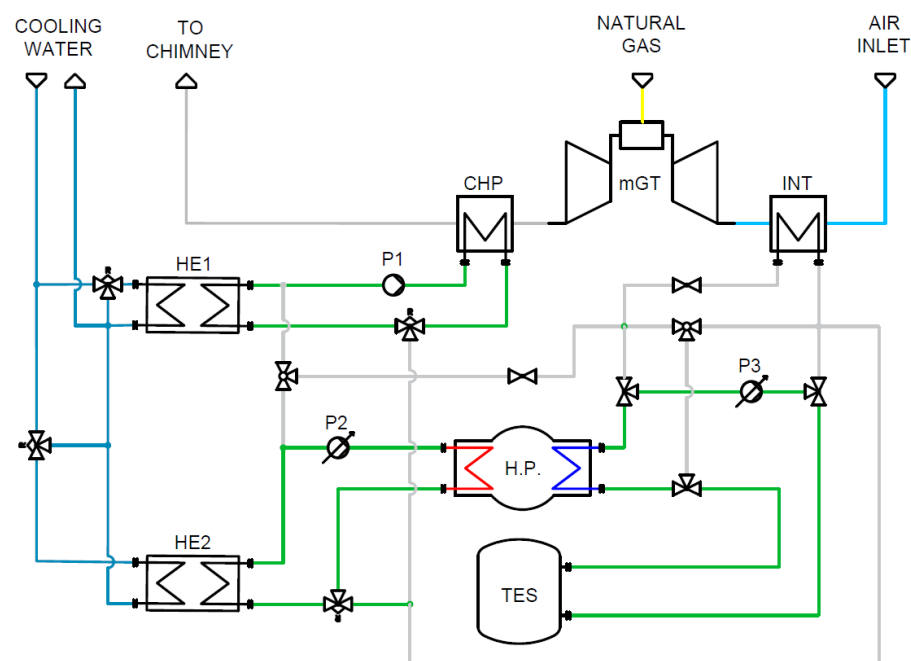 COOLING
WATER
TO
CHIMNEY
NATURAL
GAS
AIR
INLET
CHP
mGT
INT
HE1
P1
R
R
P3
P2
R
H.P.
HE2
TES